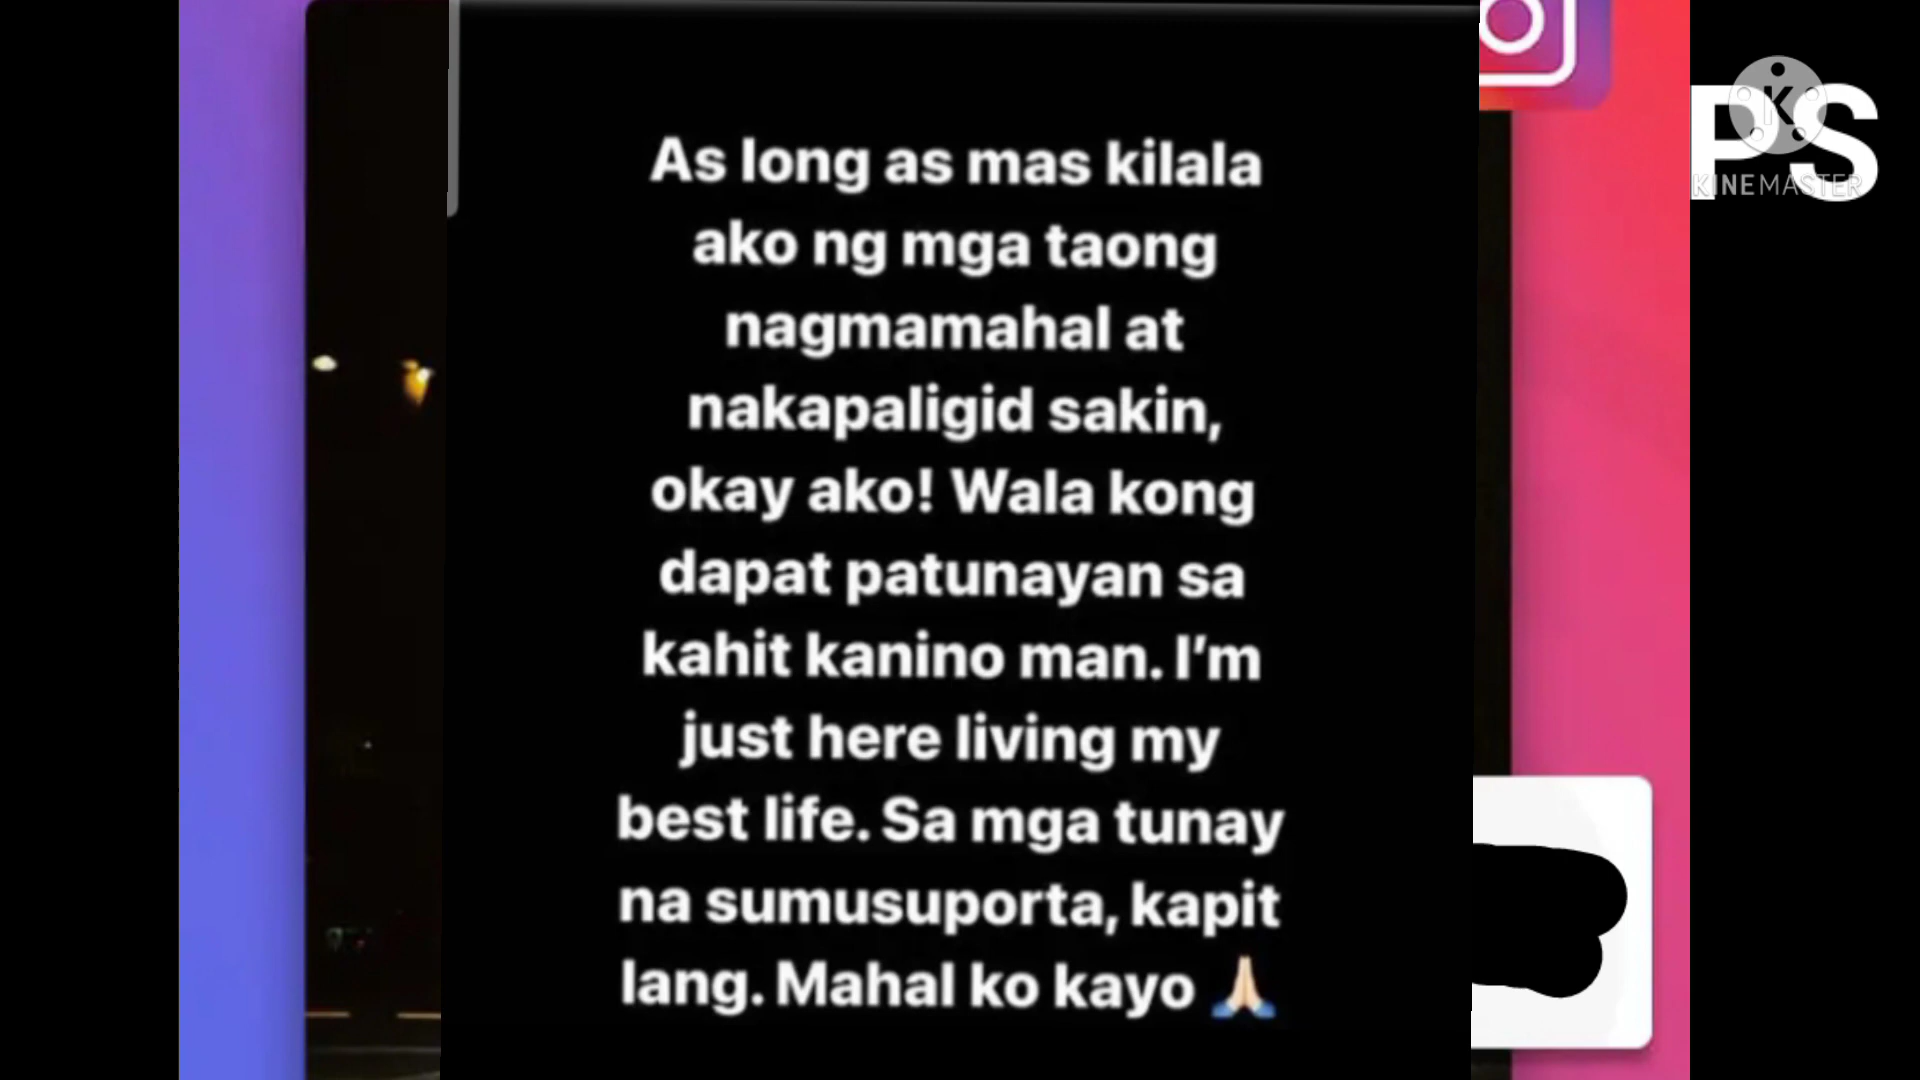 As long as mas kilala
ako ng mga taong
nagmamahal at
nakapaligid sakin,
okay ako! Wala kong
dapat patunayan sa
kahit kanino man. I’m
just here living my
best life. Sa mga tunay
na sumusuporta, kapit
lang. Mahal ko kayo 🙏🏻
PS
KINEMASTER